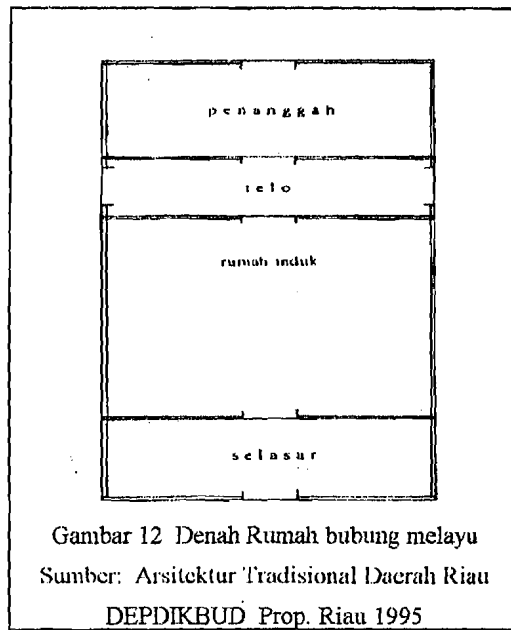 penanggah
telo
rumah induk
selasar
Gambar 12 Denah Rumah bubung melayu
Sumber: Arsitektur Tradisional Daerah Riau
DEPDIKBUD Prop. Riau 1995